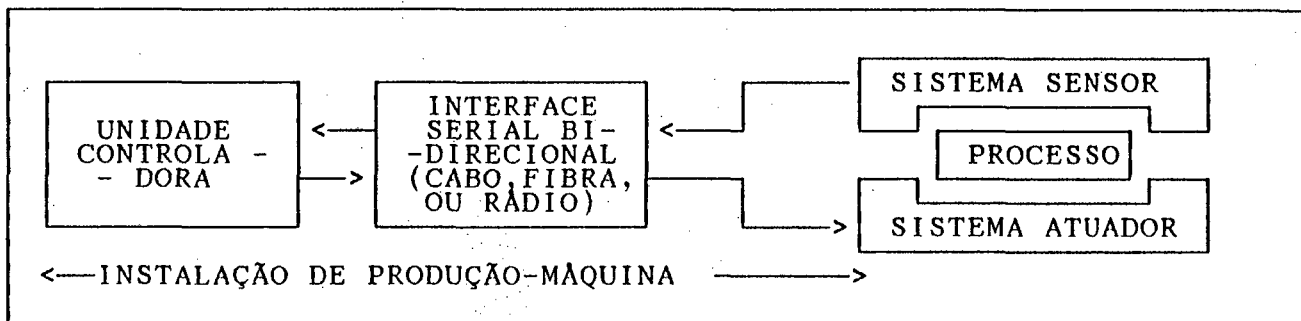 UNIDADE
CONTROLA -
- DORA
INTERFACE
SERIAL BI-
-DIRECIONAL
(CABO,FIBRA,
OU RÁDIO)
SISTEMA SENSOR
PROCESSO
SISTEMA ATUADOR
INSTALAÇÃO DE PRODUÇÃO-MÁQUINA